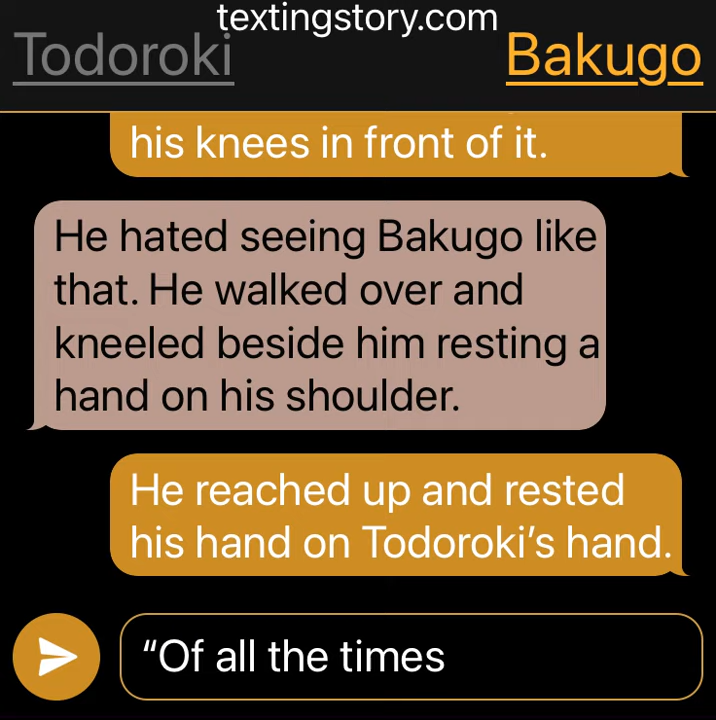 textingstory.com
Todoroki
Bakugo
his knees in front of it.
He hated seeing Bakugo like
that. He walked over and
kneeled beside him resting a
hand on his shoulder.
He reached up and rested
his hand on Todoroki’s hand.
“Of all the times